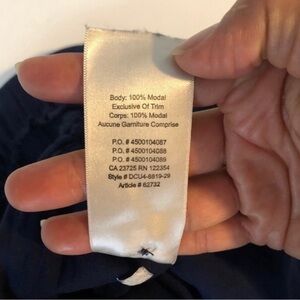 Body: 100% Modal
Exclusive Of Trim
Corps: 100% Modal
Aucune Garniture Comprise
P.O. # 4500104087
P.O. # 4500104088
P.O. # 4500104089
CA 23725 RN 122354
Style # DCU4-8819-29
Article # 62732